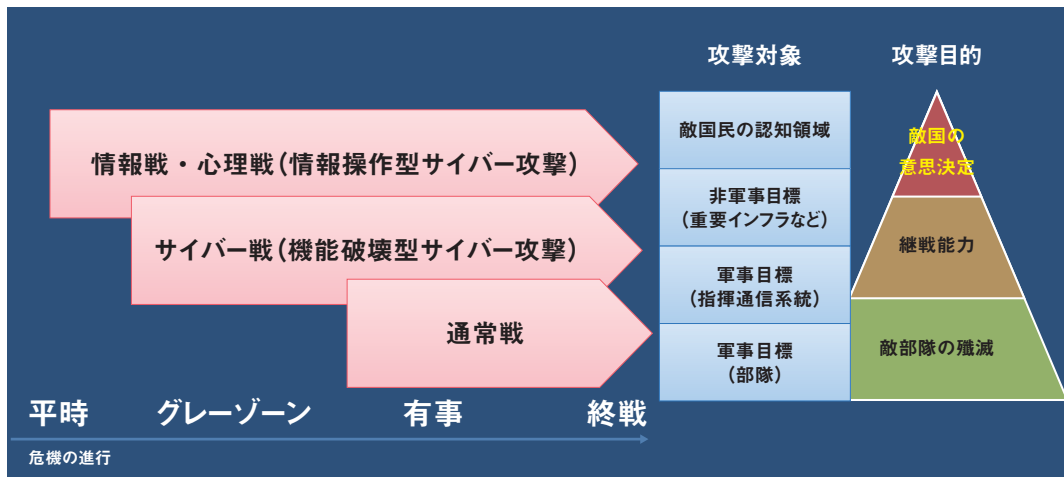 攻撃対象
攻撃目的
情報戦・心理戦(情報操作型サイバー攻撃)
サイバー戦(機能破壊型サイバー攻撃)
通常戦
敵国民の認知領域
非軍事目標
(重要インフラなど)
軍事目標
(指揮通信系統)
軍事目標
(部隊)
敵国の
意思決定
継戦能力
敵部隊の殲滅
平時
グレーゾーン
有事
終戦
危機の進行